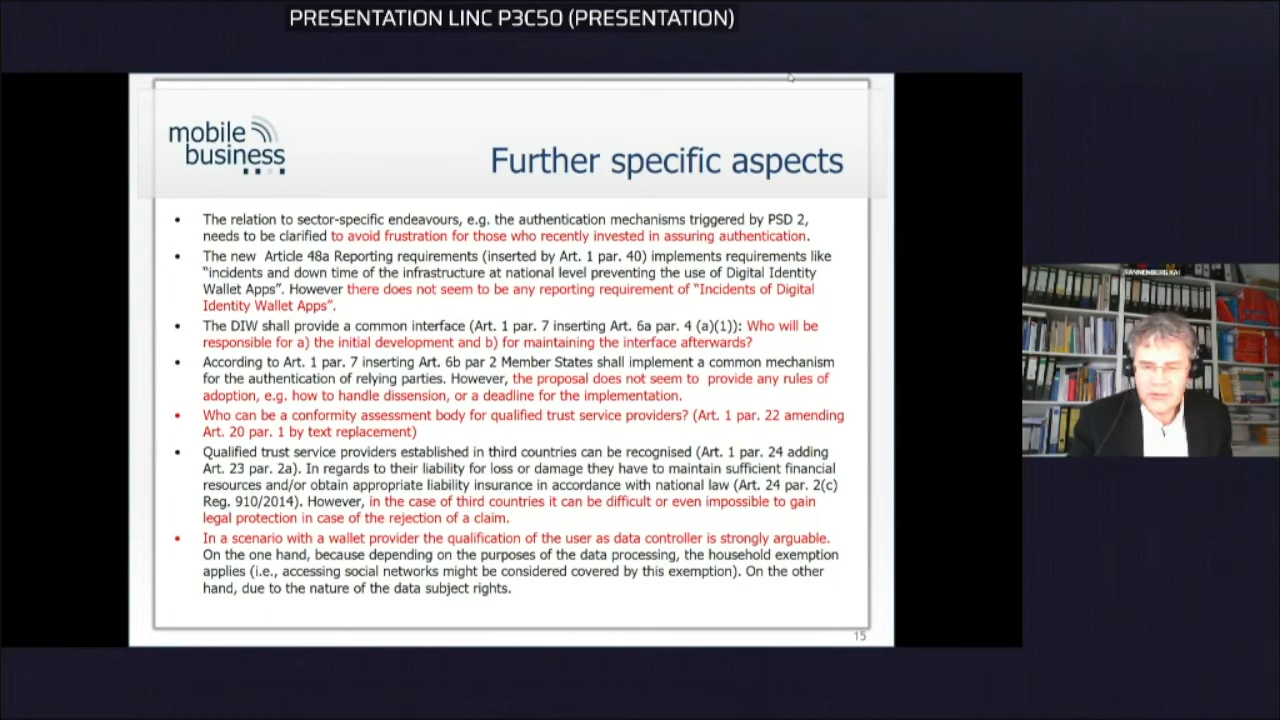 PRESENTATION LINC P3C50 (PRESENTATION)
mobile
business
Further specific aspects
• The relation to sector-specific endeavours, e.g. the authentication mechanisms triggered by PSD 2,
needs to be clarified to avoid frustration for those who recently invested in assuring authentication.
• The new Article 48a Reporting requirements (inserted by Art. 1 par. 40) implements requirements like
"incidents and down time of the infrastructure at national level preventing the use of Digital Identity
Wallet Apps". However there does not seem to be any reporting requirement of "Incidents of Digital
Identity Wallet Apps".
• The DIW shall provide a common interface (Art. 1 par. 7 inserting Art. 6a par. 4 (a)(1)): Who will be
responsible for a) the initial development and b) for maintaining the interface afterwards?
• According to Art. 1 par. 7 inserting Art. 6b par 2 Member States shall implement a common mechanism
for the authentication of relying parties. However, the proposal does not seem to provide any rules of
adoption, e.g. how to handle dissension, or a deadline for the implementation.
• Who can be a conformity assessment body for qualified trust service providers? (Art. 1 par. 22 amending
Art. 20 par. 1 by text replacement)
• Qualified trust service providers established in third countries can be recognised (Art. 1 par. 24 adding
Art. 23 par. 2a). In regards to their liability for loss or damage they have to maintain sufficient financial
resources and/or obtain appropriate liability insurance in accordance with national law (Art. 24 par. 2(c)
Reg. 910/2014). However, in the case of third countries it can be difficult or even impossible to gain
legal protection in case of the rejection of a claim.
• In a scenario with a wallet provider the qualification of the user as data controller is strongly arguable.
On the one hand, because depending on the purposes of the data processing, the household exemption
applies (i.e., accessing social networks might be considered covered by this exemption). On the other
hand, due to the nature of the data subject rights.
15
RANNENBERG KAI